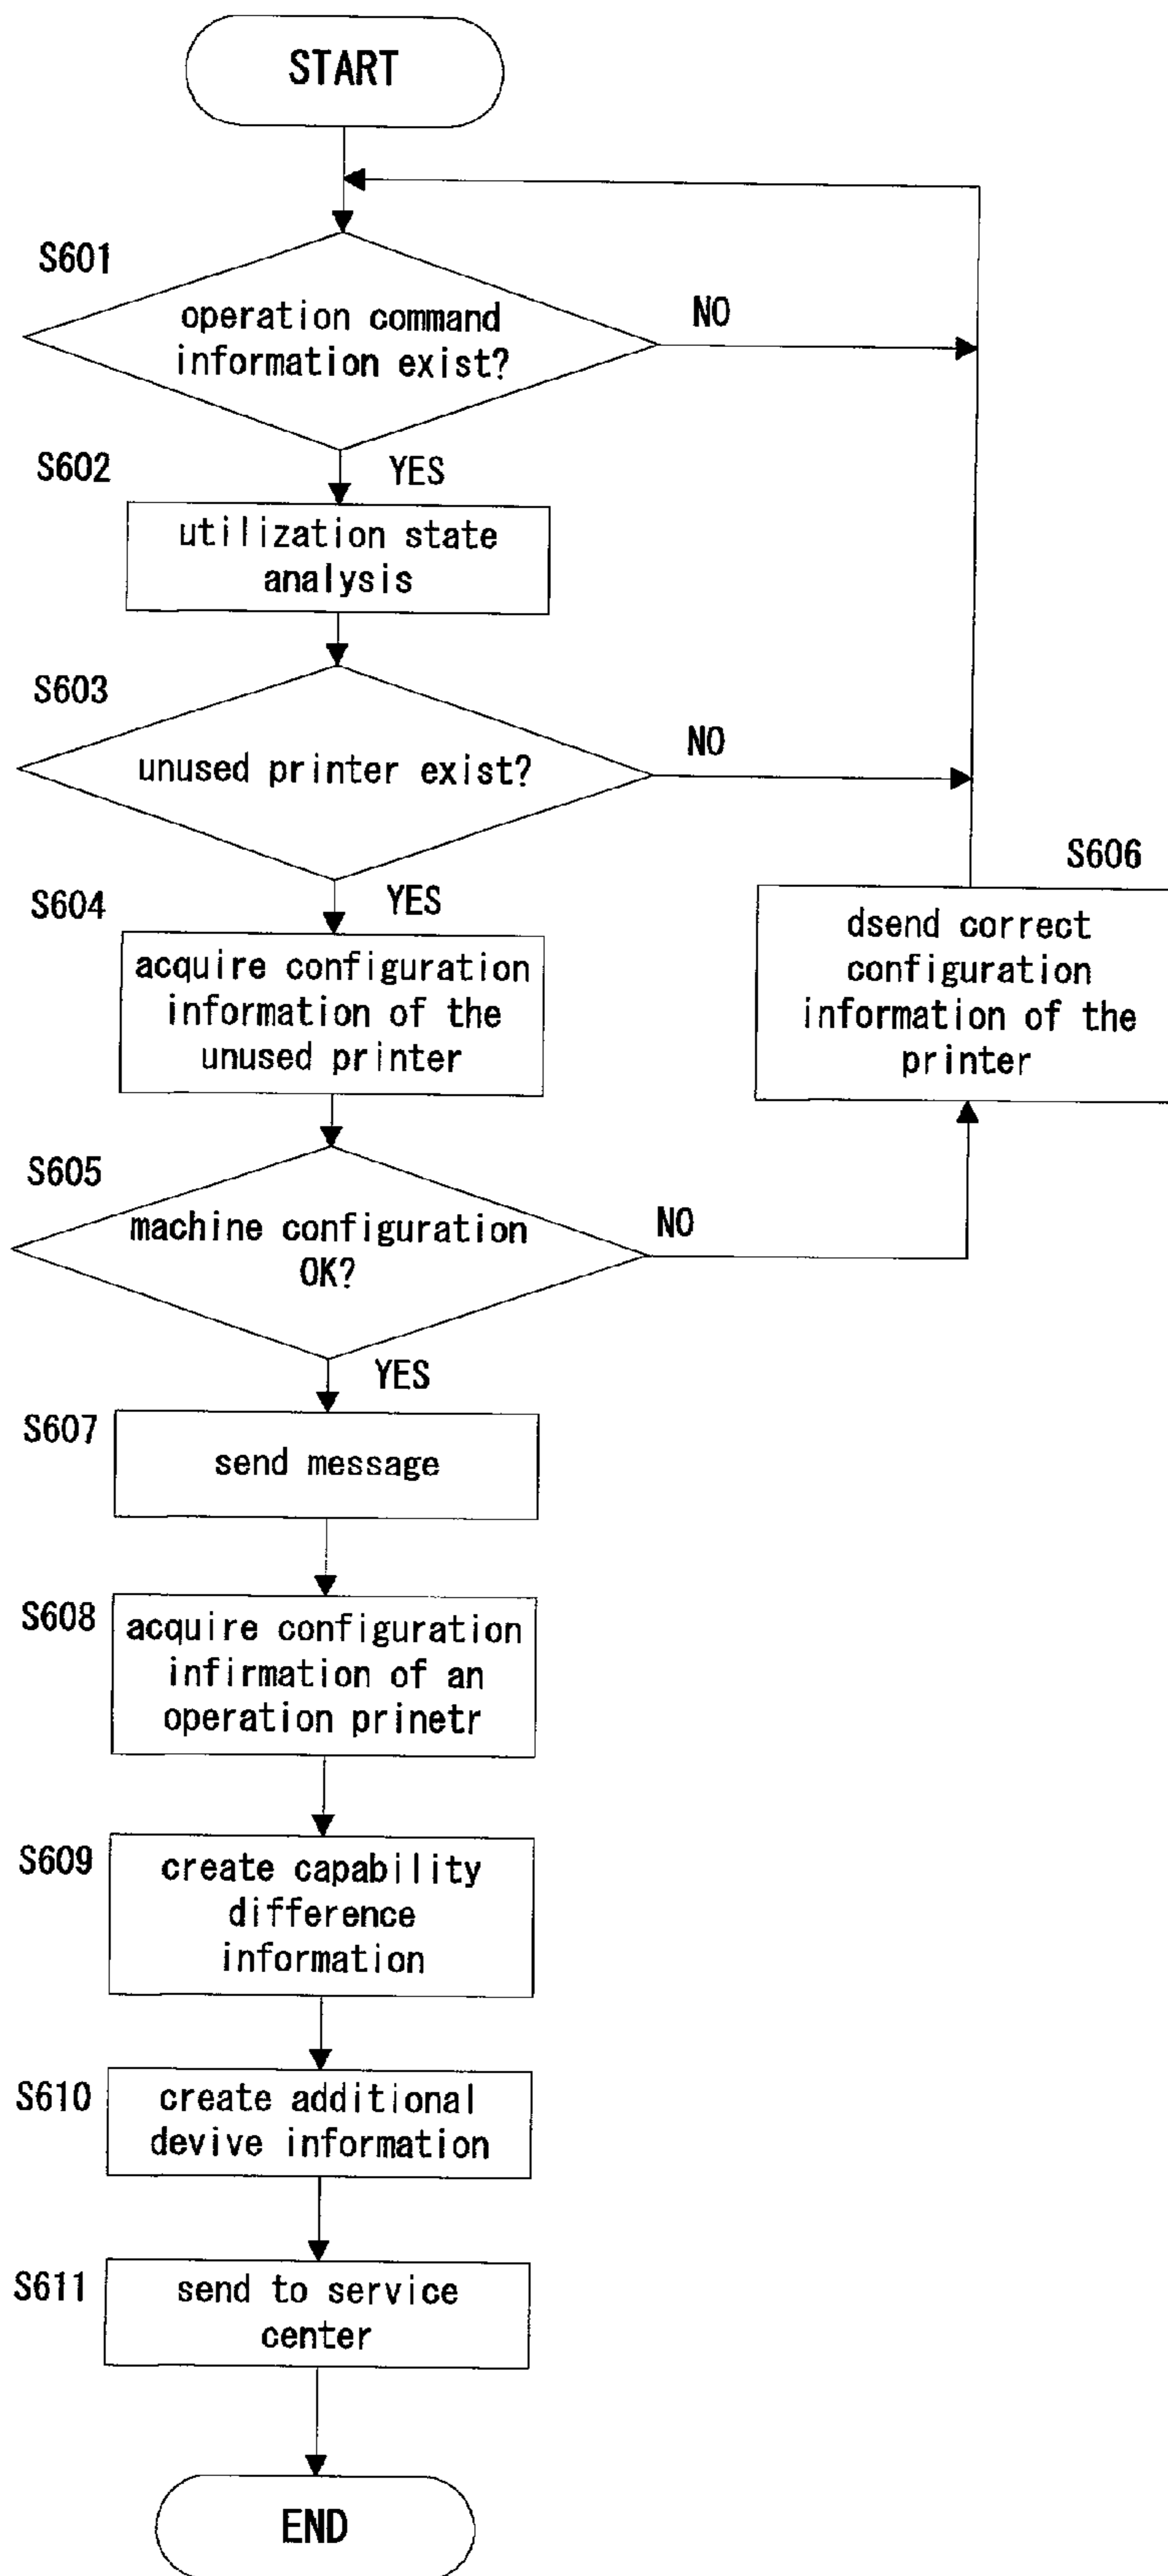 START
S601
operation command
information exist?
NO
S602
YES
utilization state
analysis
S603
unused printer exist?
NO
S606
dsend correct
configuration
information of the
printer
S604
YES
acquire configuration
information of the
unused printer
S605
machine configuration
OK?
NO
YES
S607
send message
S608
acquire configuration
infirmation of an
operation prinetr
S609
create capability
difference
information
S610
create additional
devive information
S611
send to service
center
END